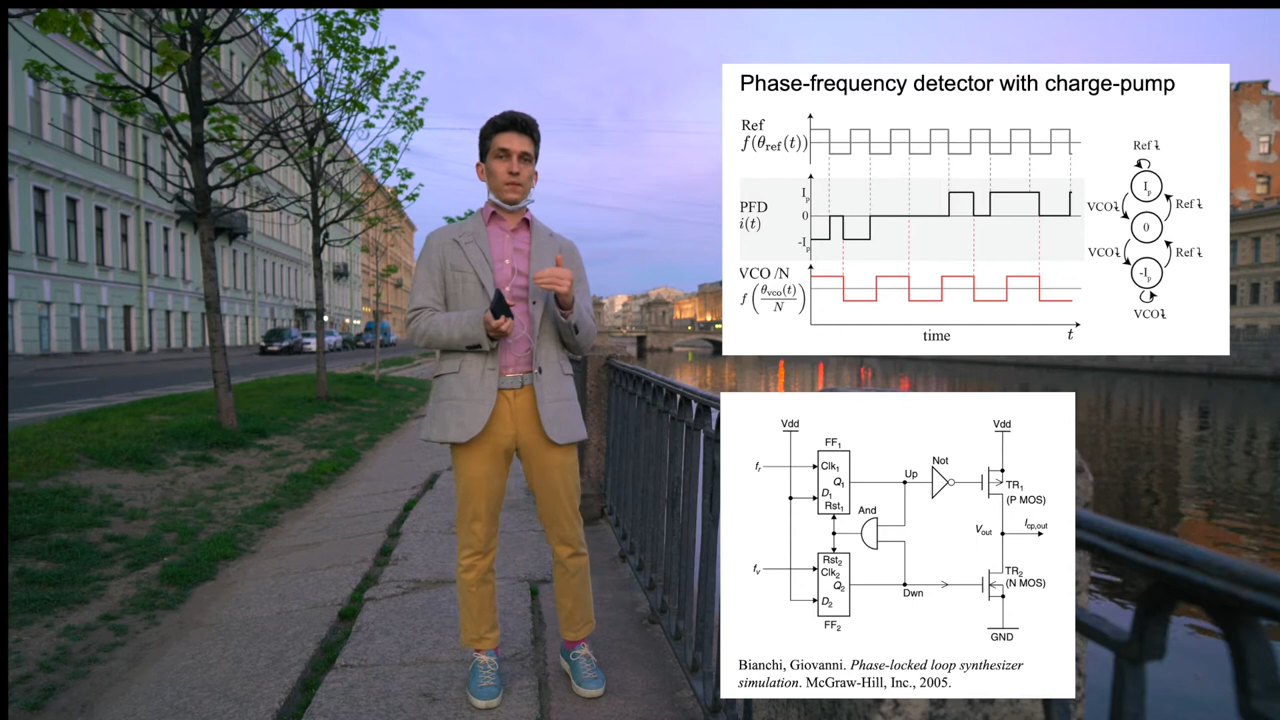 Phase-frequency detector with charge-pump
Ref
f(θref(t))
PFD
i(t)
Ip
0
-Ip
VCO /N
f(θvco(t)/N)
time
t
Ref
Ip
VCO
Ref
0
VCO
Ref
-Ip
VCO
Vdd
Vdd
FF1
fr
Clk1
Q1
D1
Rst1
Up
Not
TR1
(P MOS)
And
Vout
Icp,out
fv
Rst2
Clk2
Q2
D2
FF2
Dwn
TR2
(N MOS)
GND
Bianchi, Giovanni. Phase-locked loop synthesizer
simulation. McGraw-Hill, Inc., 2005.